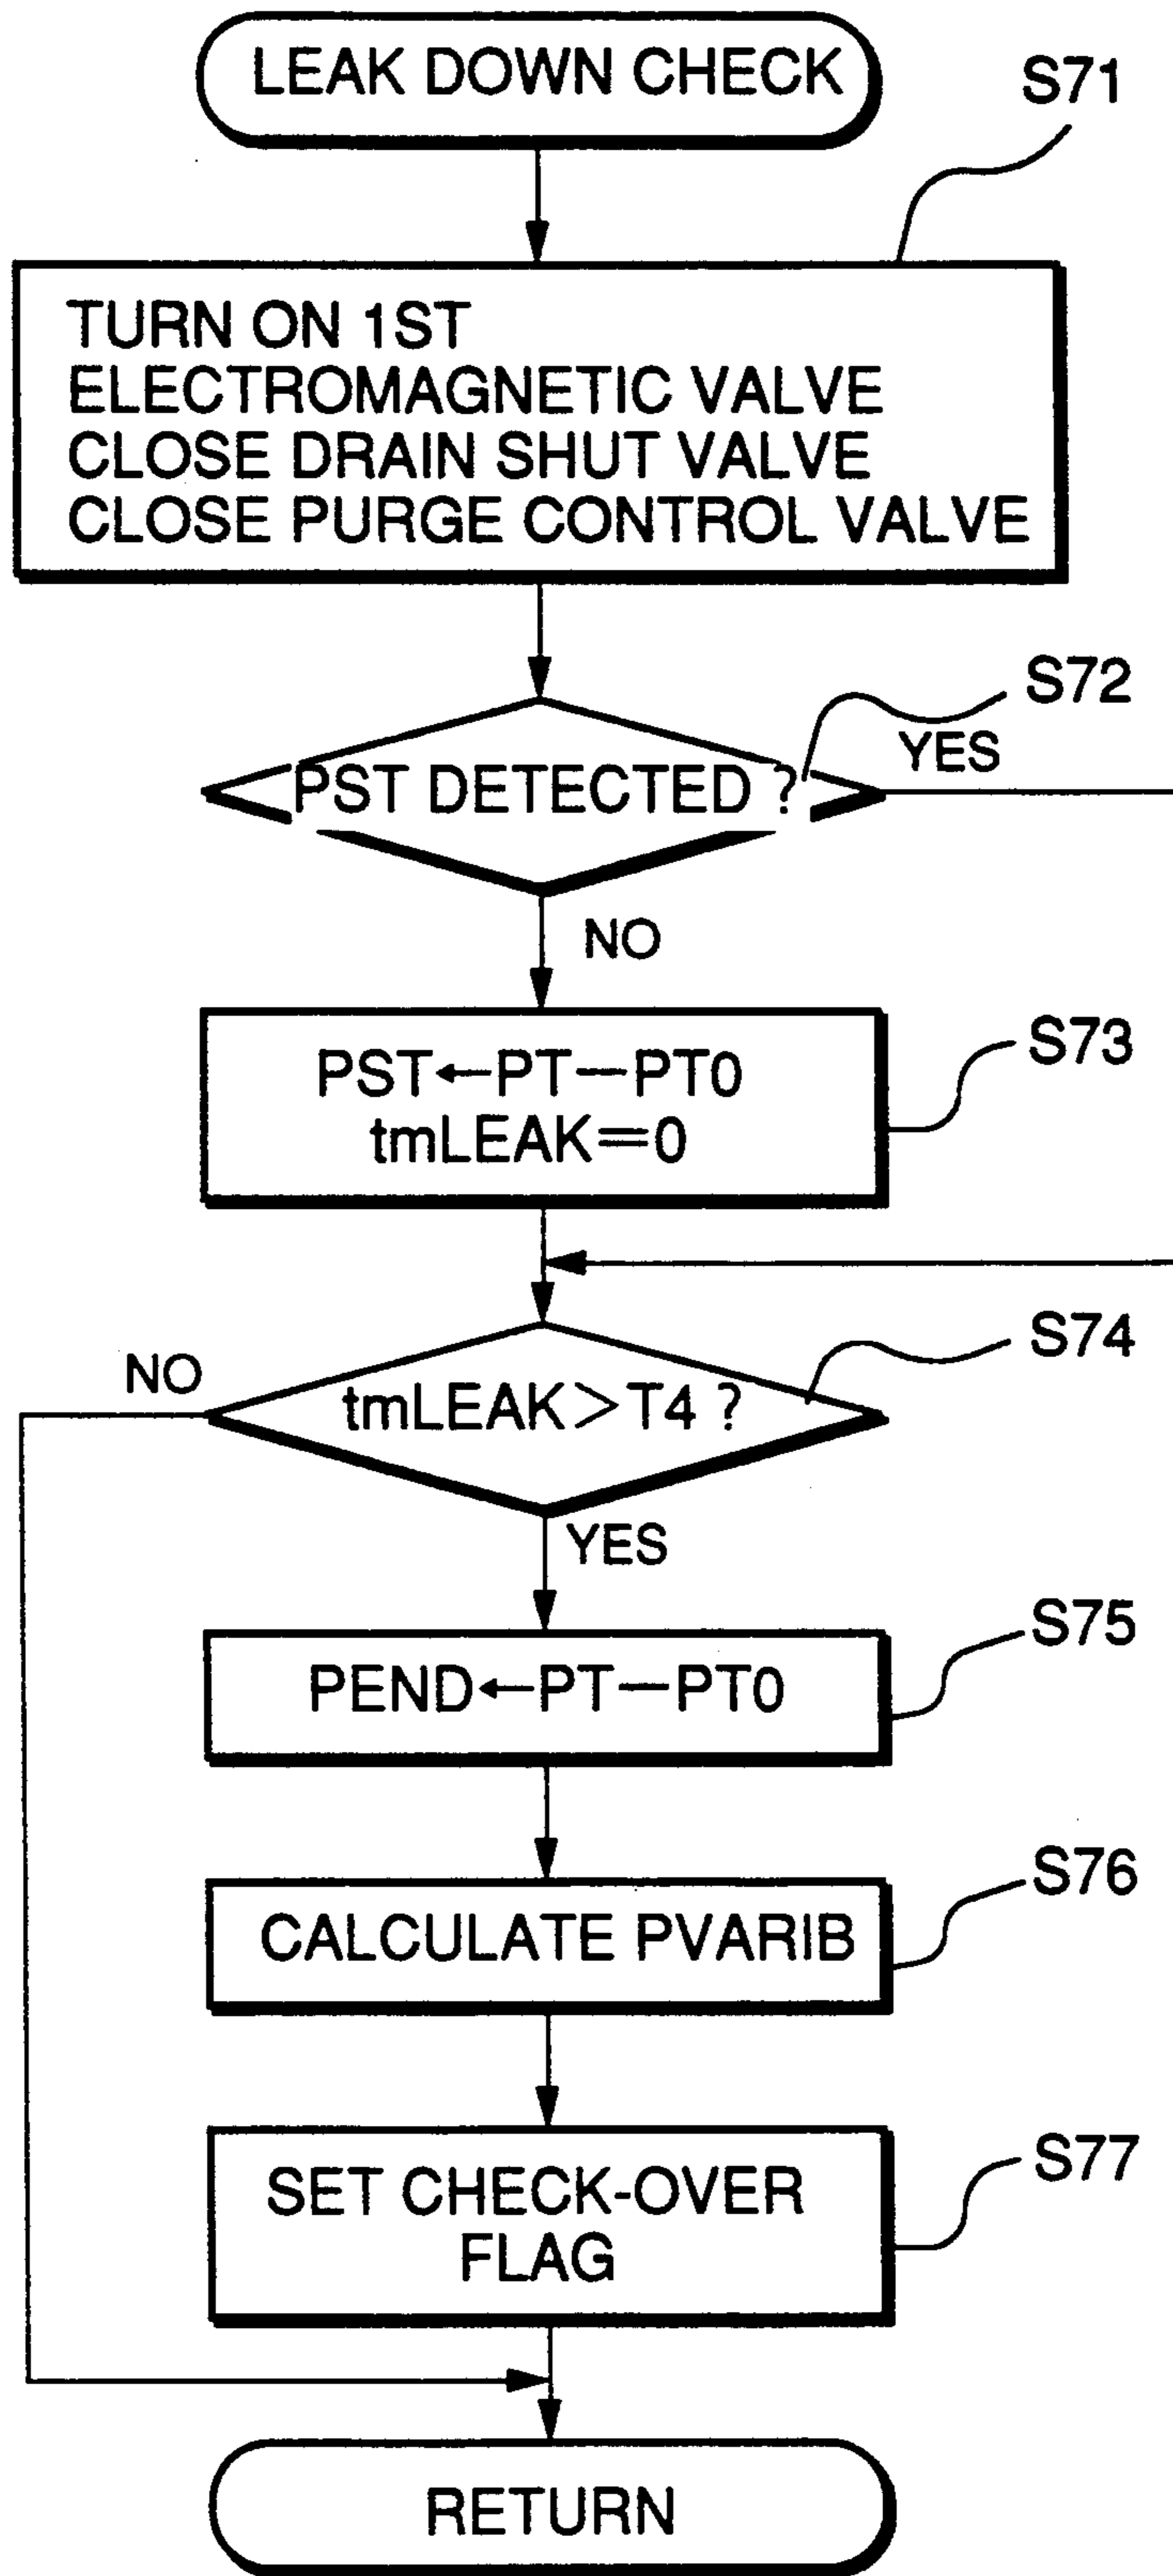 LEAK DOWN CHECK
S71
TURN ON 1ST
ELECTROMAGNETIC VALVE
CLOSE DRAIN SHUT VALVE
CLOSE PURGE CONTROL VALVE
S72
YES
PST DETECTED ?
NO
S73
PST←PT−PT0
tmLEAK=0
S74
NO
tmLEAK>T4 ?
YES
S75
PEND←PT−PT0
S76
CALCULATE PVARIB
S77
SET CHECK-OVER
FLAG
RETURN